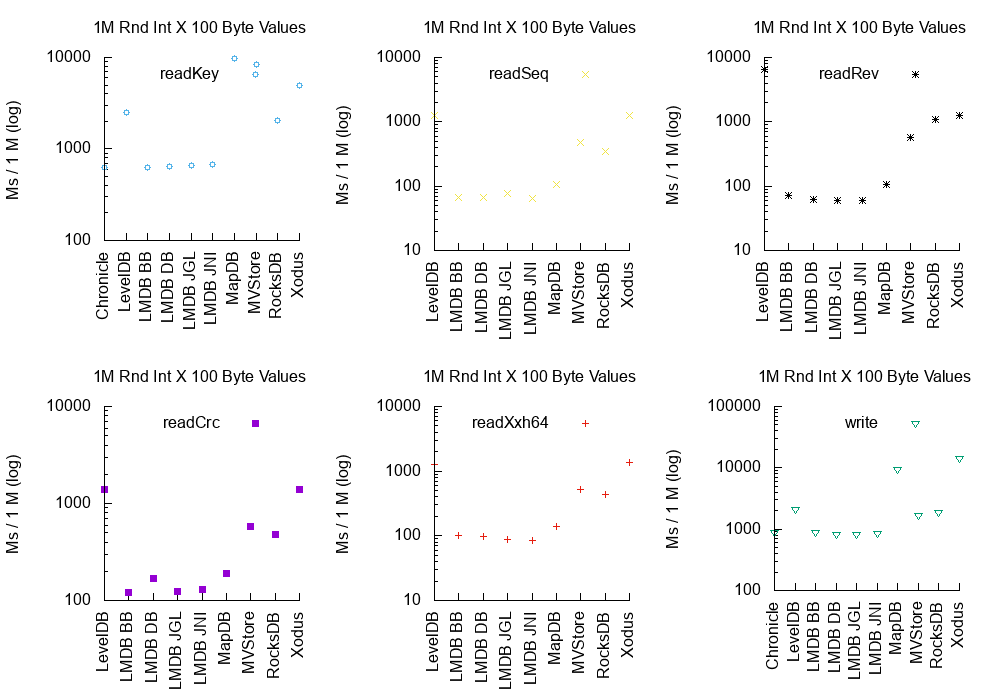 1M Rnd Int X 100 Byte Values
10000
readKey
1000
100
Ms / 1 M (log)
Chronicle
LevelDB
LMDB BB
LMDB DB
LMDB JGL
LMDB JNI
MapDB
MVStore
RocksDB
Xodus
1M Rnd Int X 100 Byte Values
10000
readSeq
1000
100
10
Ms / 1 M (log)
LevelDB
LMDB BB
LMDB DB
LMDB JGL
LMDB JNI
MapDB
MVStore
RocksDB
Xodus
1M Rnd Int X 100 Byte Values
10000
readRev
1000
100
10
Ms / 1 M (log)
LevelDB
LMDB BB
LMDB DB
LMDB JGL
LMDB JNI
MapDB
MVStore
RocksDB
Xodus
1M Rnd Int X 100 Byte Values
10000
readCrc
1000
100
Ms / 1 M (log)
LevelDB
LMDB BB
LMDB DB
LMDB JGL
LMDB JNI
MapDB
MVStore
RocksDB
Xodus
1M Rnd Int X 100 Byte Values
10000
readXxh64
1000
100
10
Ms / 1 M (log)
LevelDB
LMDB BB
LMDB DB
LMDB JGL
LMDB JNI
MapDB
MVStore
RocksDB
Xodus
1M Rnd Int X 100 Byte Values
100000
write
10000
1000
100
Ms / 1 M (log)
Chronicle
LevelDB
LMDB BB
LMDB DB
LMDB JGL
LMDB JNI
MapDB
MVStore
RocksDB
Xodus